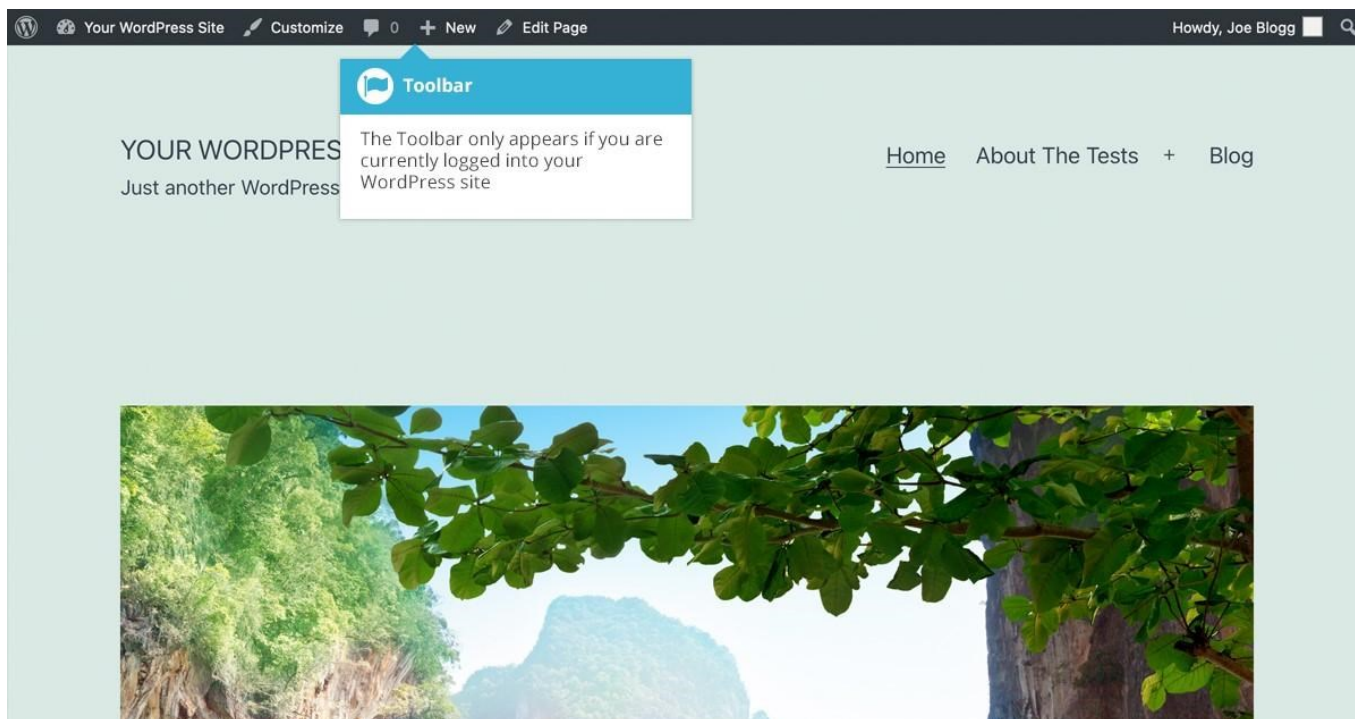 Your WordPress Site Customize 0 New Edit Page Howdy, Joe Blogg
Toolbar
The Toolbar only appears if you are
currently logged into your
WordPress site
YOUR WORDPRES
Just another WordPress
Home About The Tests + Blog